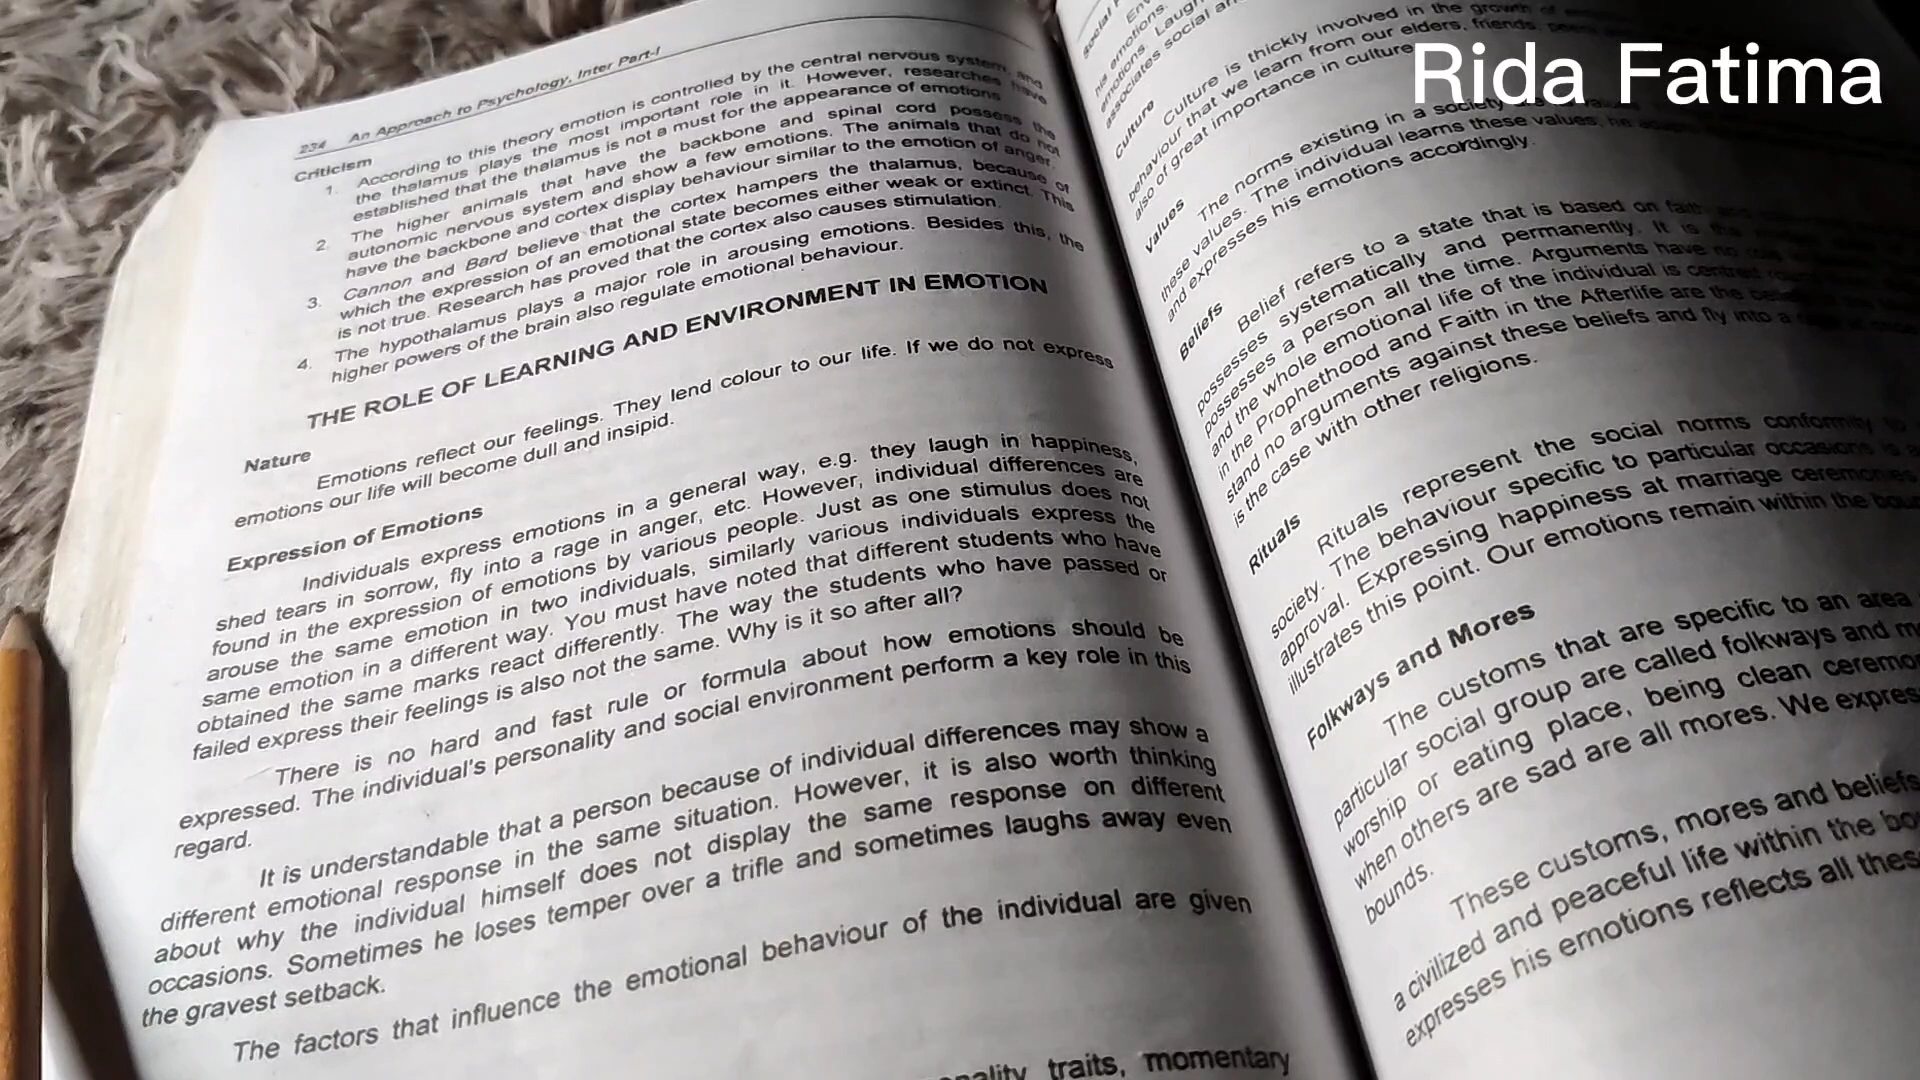 Rida Fatima
234 An Approach to Psychology, Inter Part-I
Criticism
1. According to this theory emotion is controlled by the central nervous system and
the thalamus plays the most important role in it. However, researches have
established that the thalamus is not a must for the appearance of emotions
2. The higher animals that have the backbone and spinal cord possess the
autonomic nervous system and show a few emotions. The animals that do not
have the backbone and cortex display behaviour similar to the emotion of anger.
3. Cannon and Bard believe that the cortex hampers the thalamus, because of
which the expression of an emotional state becomes either weak or extinct. This
is not true. Research has proved that the cortex also causes stimulation.
4. The hypothalamus plays a major role in arousing emotions. Besides this, the
higher powers of the brain also regulate emotional behaviour.
THE ROLE OF LEARNING AND ENVIRONMENT IN EMOTION
Nature
Emotions reflect our feelings. They lend colour to our life. If we do not express
emotions our life will become dull and insipid.
Expression of Emotions
Individuals express emotions in a general way, e.g. they laugh in happiness,
shed tears in sorrow, fly into a rage in anger, etc. However, individual differences are
found in the expression of emotions by various people. Just as one stimulus does not
arouse the same emotion in two individuals, similarly various individuals express the
same emotion in a different way. You must have noted that different students who have
obtained the same marks react differently. The way the students who have passed or
failed express their feelings is also not the same. Why is it so after all?
There is no hard and fast rule or formula about how emotions should be
expressed. The individual's personality and social environment perform a key role in this
regard.
It is understandable that a person because of individual differences may show a
different emotional response in the same situation. However, it is also worth thinking
about why the individual himself does not display the same response on different
occasions. Sometimes he loses temper over a trifle and sometimes laughs away even
the gravest setback.
The factors that influence the emotional behaviour of the individual are given
traits, momentary
Social
his emotions.
emotions. Laugh
associates social
Culture
Culture is thickly involved in the growth of
behaviour that we learn from our elders, friends,
also of great importance in culture
Values
The norms existing in a society
these values. The individual learns these values, he
and expresses his emotions accordingly.
Beliefs
Belief refers to a state that is based on faith
possesses systematically and permanently. It is
possesses a person all the time. Arguments have no
and the whole emotional life of the individual is centred
in the Prophethood and Faith in the Afterlife are the
stand no arguments against these beliefs and fly into a
is the case with other religions.
Rituals
Rituals represent the social norms conformity
society. The behaviour specific to particular occasions is
approval. Expressing happiness at marriage ceremonies
illustrates this point. Our emotions remain within the
Folkways and Mores
The customs that are specific to an area
particular social group are called folkways and
worship or eating place, being clean
when others are sad are all mores. We
bounds.
These customs, mores and beliefs
a civilized and peaceful life within the
expresses his emotions reflects all